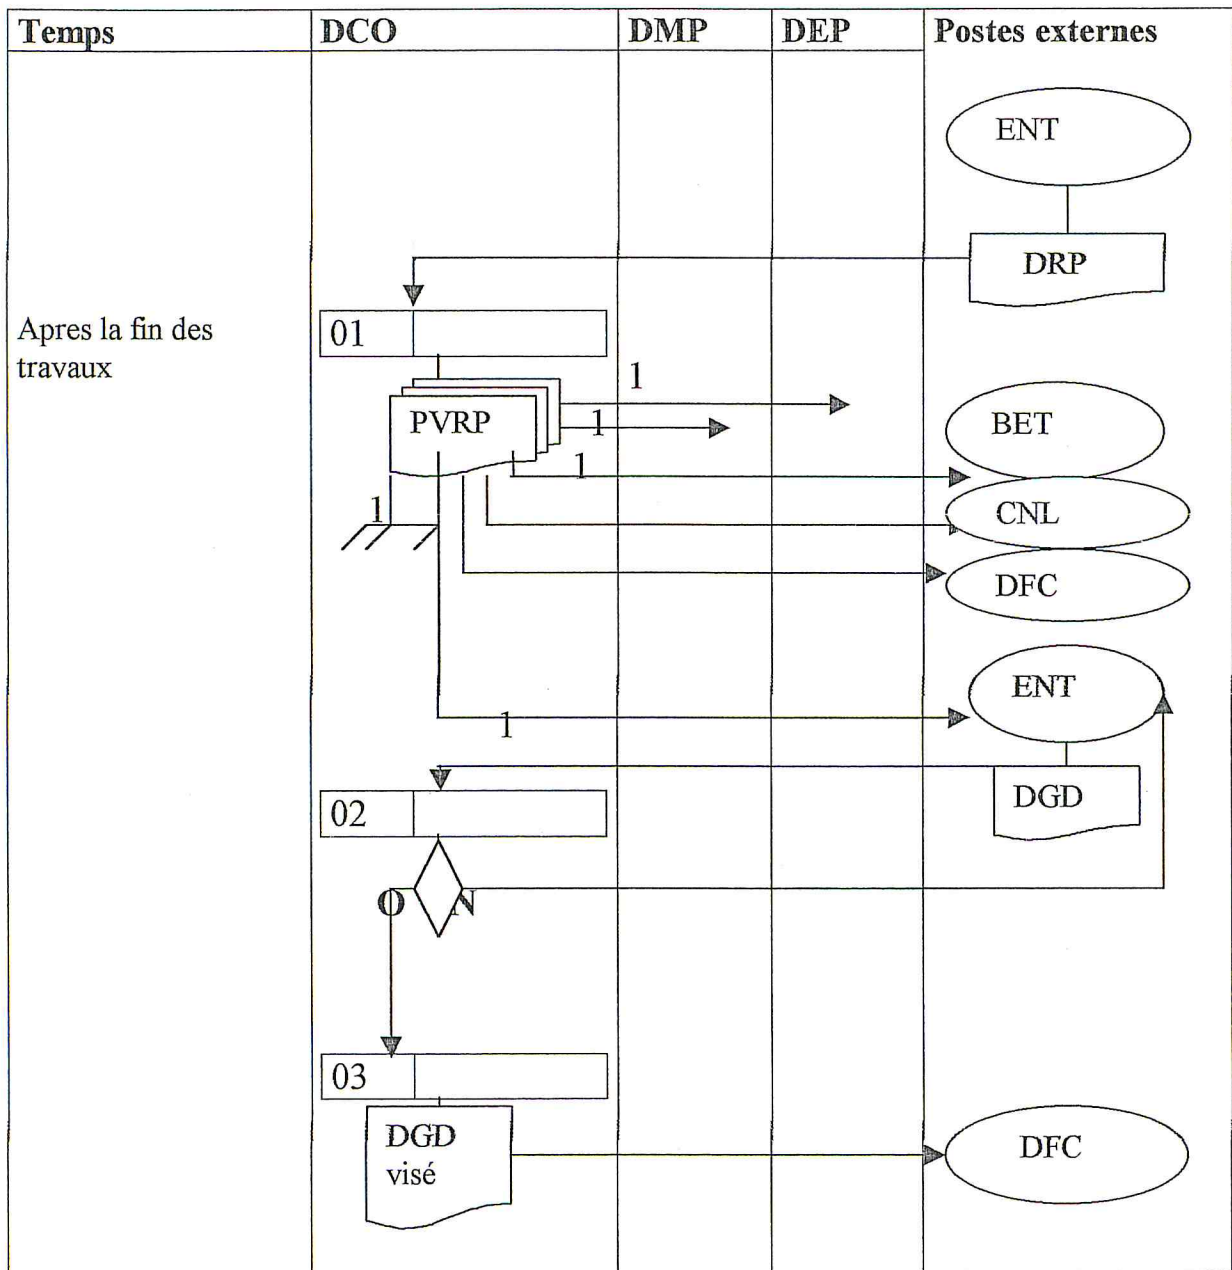 Temps DCO DMP DEP Postes externes
ENT
DRP
Apres la fin des
travaux
01
1
PVRP
1
BET
1
1
CNL
DFC
ENT
1
DGD
02
O N
03
DGD
visé
DFC